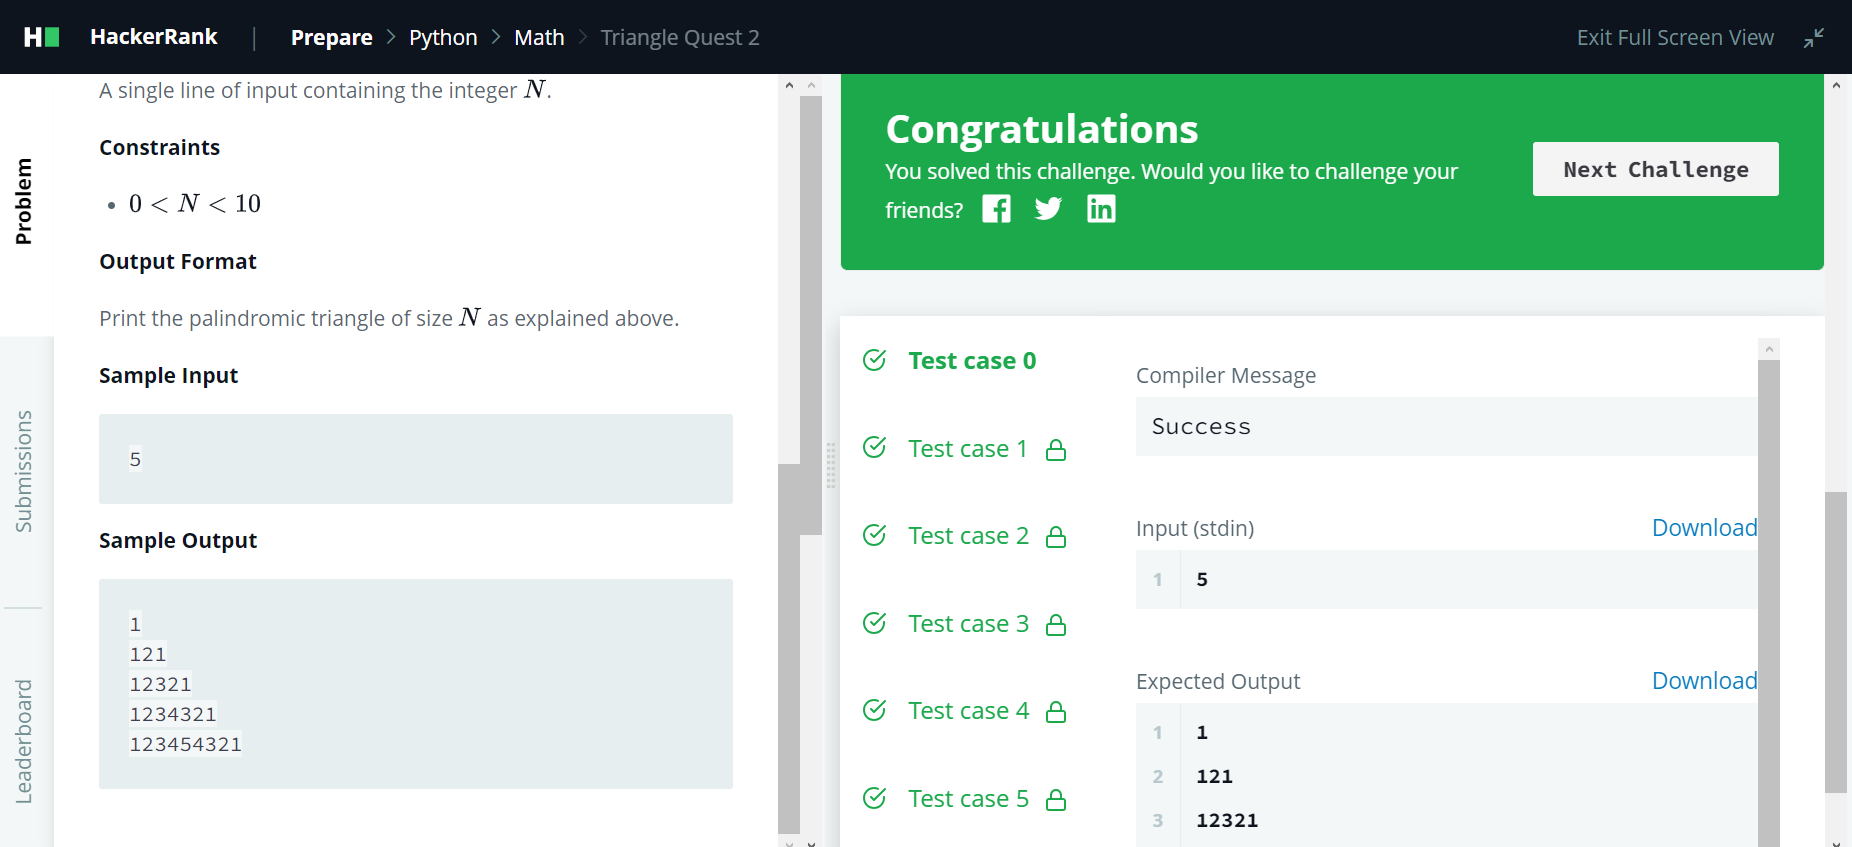 HackerRank | Prepare > Python > Math > Triangle Quest 2
Exit Full Screen View
Problem
Submissions
Leaderboard
A single line of input containing the integer N.
Constraints
• 0 < N < 10
Output Format
Print the palindromic triangle of size N as explained above.
Sample Input
5
Sample Output
1
121
12321
1234321
123454321
Congratulations
You solved this challenge. Would you like to challenge your
friends?
Next Challenge
Test case 0
Test case 1
Test case 2
Test case 3
Test case 4
Test case 5
Compiler Message
Success
Input (stdin)
Download
1 5
Expected Output
Download
1 1
2 121
3 12321